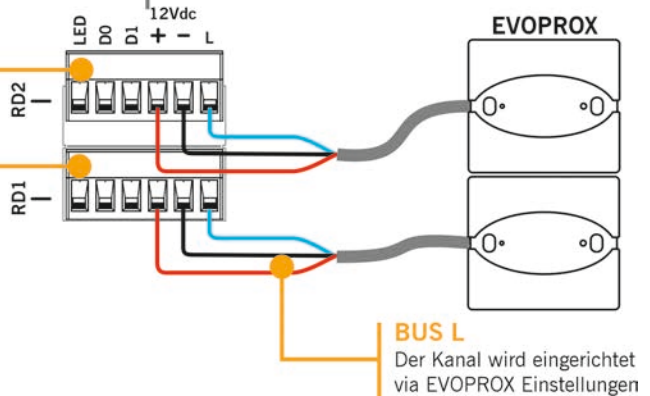 12Vdc
LED D0 D1 + − L
EVOPROX
RD2
RD1
BUS L
Der Kanal wird eingerichtet
via EVOPROX Einstellungen